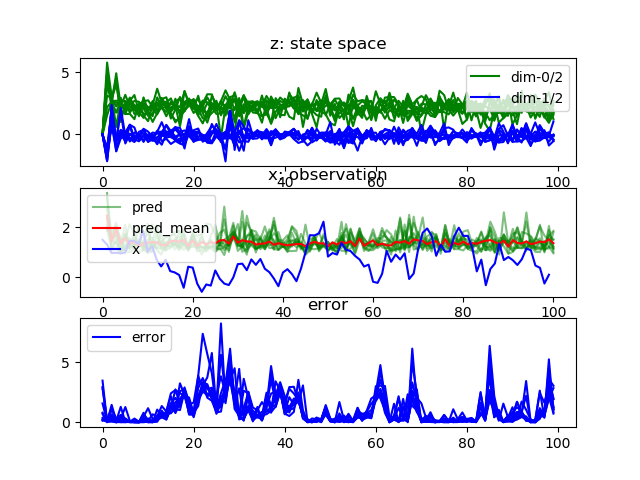 z: state space
5
0
dim-0/2
dim-1/2
0 20 40 60 80 100
x: observation
2
0
pred
pred_mean
x
0 20 40 60 80 100
error
5
0
error
0 20 40 60 80 100